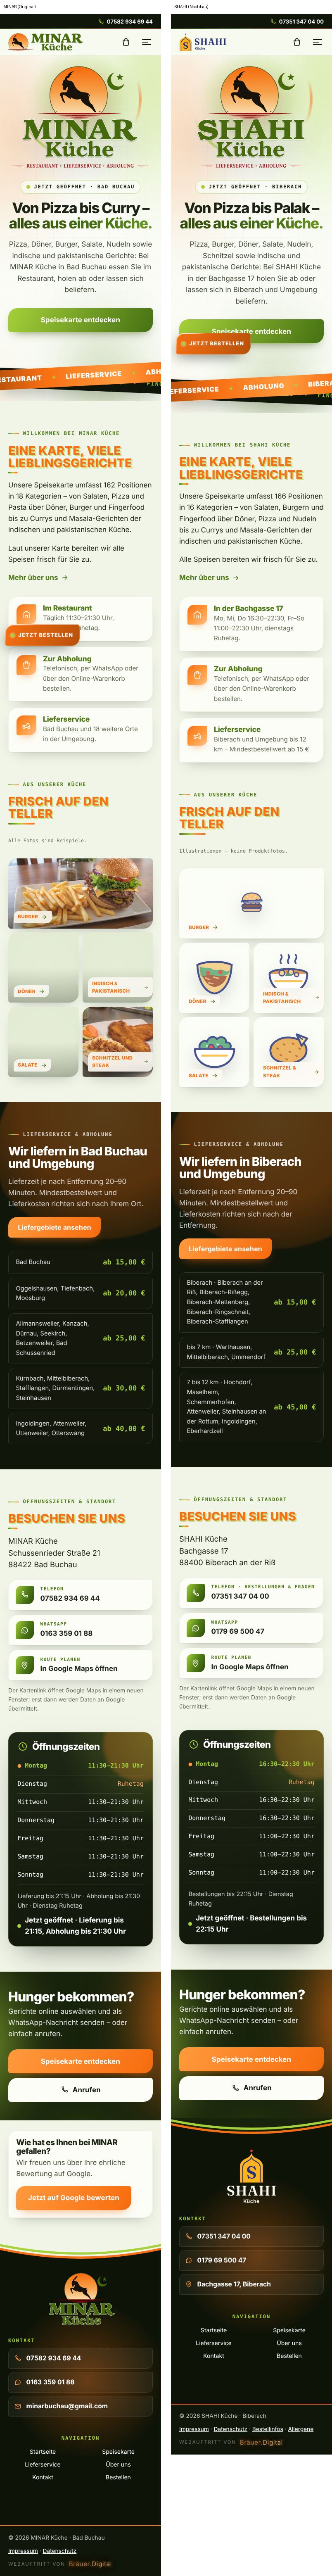 MINAR (Original)
07582 934 69 44
MINAR
Küche
MINAR
Küche
RESTAURANT • LIEFERSERVICE • ABHOLUNG
JETZT GEÖFFNET · BAD BUCHAU
Von Pizza bis Curry –
alles aus einer Küche.
Pizza, Döner, Burger, Salate, Nudeln sowie
indische und pakistanische Gerichte: Bei
MINAR Küche in Bad Buchau essen Sie im
Restaurant, holen ab oder lassen sich
beliefern.
Speisekarte entdecken
ESTAURANT
LIEFERSERVICE
ABH
WILLKOMMEN BEI MINAR KÜCHE
EINE KARTE, VIELE
LIEBLINGSGERICHTE
Unsere Speisekarte umfasst 162 Positionen
in 18 Kategorien – von Salaten, Pizza und
Pasta über Döner, Burger und Fingerfood
bis zu Currys und Masala-Gerichten der
indischen und pakistanischen Küche.
Laut unserer Karte bereiten wir alle
Speisen frisch für Sie zu.
Mehr über uns →
Im Restaurant
Täglich 11:30–21:30 Uhr,
JETZT BESTELLEN
Zur Abholung
Telefonisch, per WhatsApp oder
über den Online-Warenkorb
bestellen.
Lieferservice
Bad Buchau und 18 weitere Orte
in der Umgebung.
AUS UNSERER KÜCHE
FRISCH AUF DEN
TELLER
Alle Fotos sind Beispiele.
BURGER →
DÖNER →
INDISCH &
PAKISTANISCH →
SALATE →
SCHNITZEL UND
STEAK →
LIEFERSERVICE & ABHOLUNG
Wir liefern in Bad Buchau
und Umgebung
Lieferzeit je nach Entfernung 20–90
Minuten. Mindestbestellwert und
Lieferkosten richten sich nach Ihrem Ort.
Liefergebiete ansehen
Bad Buchau ab 15,00 €
Oggelshausen, Tiefenbach,
Moosburg
ab 20,00 €
Allmannsweiler, Kanzach,
Dürnau, Seekirch,
Betzenweiler, Bad
Schussenried
ab 25,00 €
Kürnbach, Mittelbiberach,
Stafflangen, Dürmentingen,
Steinhausen
ab 30,00 €
Ingoldingen, Attenweiler,
Uttenweiler, Otterswang
ab 40,00 €
ÖFFNUNGSZEITEN & STANDORT
BESUCHEN SIE UNS
MINAR Küche
Schussenrieder Straße 21
88422 Bad Buchau
TELEFON
07582 934 69 44
WHATSAPP
0163 359 01 88
ROUTE PLANEN
In Google Maps öffnen
Der Kartenlink öffnet Google Maps in einem neuen
Fenster; erst dann werden Daten an Google
übermittelt.
Öffnungszeiten
Montag 11:30–21:30 Uhr
Dienstag Ruhetag
Mittwoch 11:30–21:30 Uhr
Donnerstag 11:30–21:30 Uhr
Freitag 11:30–21:30 Uhr
Samstag 11:30–21:30 Uhr
Sonntag 11:30–21:30 Uhr
Lieferung bis 21:15 Uhr · Abholung bis 21:30
Uhr · Dienstag Ruhetag
Jetzt geöffnet · Lieferung bis
21:15, Abholung bis 21:30 Uhr
Hunger bekommen?
Gerichte online auswählen und als
WhatsApp-Nachricht senden – oder
einfach anrufen.
Speisekarte entdecken
Anrufen
Wie hat es Ihnen bei MINAR
gefallen?
Wir freuen uns über Ihre ehrliche
Bewertung auf Google.
Jetzt auf Google bewerten
MINAR
Küche
KONTAKT
07582 934 69 44
0163 359 01 88
minarbuchau@gmail.com
NAVIGATION
Startseite Speisekarte
Lieferservice Über uns
Kontakt Bestellen
© 2026 MINAR Küche · Bad Buchau
Impressum · Datenschutz
WEBAUFTRITT VON Bräuer Digital
SHAHI (Nachbau)
07351 347 04 00
SHAHI
Küche
SHAHI
Küche
LIEFERSERVICE • ABHOLUNG
JETZT GEÖFFNET · BIBERACH
Von Pizza bis Palak –
alles aus einer Küche.
Pizza, Burger, Döner, Salate, Nudeln,
Schnitzel sowie indische und
pakistanische Gerichte: Bei SHAHI Küche
in der Bachgasse 17 holen Sie ab oder
lassen sich in Biberach und Umgebung
beliefern.
Speisekarte entdecken
JETZT BESTELLEN
EFERSERVICE
ABHOLUNG
BIBERA
WILLKOMMEN BEI SHAHI KÜCHE
EINE KARTE, VIELE
LIEBLINGSGERICHTE
Unsere Speisekarte umfasst 166 Positionen
in 16 Kategorien – von Salaten, Burgern und
Fingerfood über Döner, Pizza und Nudeln
bis zu Currys und Masala-Gerichten der
indischen und pakistanischen Küche.
Alle Speisen bereiten wir frisch für Sie zu.
Mehr über uns →
In der Bachgasse 17
Mo, Mi, Do 16:30–22:30, Fr–So
11:00–22:30 Uhr, dienstags
Ruhetag.
Zur Abholung
Telefonisch, per WhatsApp oder
über den Online-Warenkorb
bestellen.
Lieferservice
Biberach und Umgebung bis 12
km – Mindestbestellwert ab 15 €.
AUS UNSERER KÜCHE
FRISCH AUF DEN
TELLER
Illustrationen – keine Produktfotos.
BURGER →
DÖNER →
INDISCH &
PAKISTANISCH →
SALATE →
SCHNITZEL &
STEAK →
LIEFERSERVICE & ABHOLUNG
Wir liefern in Biberach
und Umgebung
Lieferzeit je nach Entfernung 20–90
Minuten. Mindestbestellwert und
Lieferkosten richten sich nach der
Entfernung.
Liefergebiete ansehen
Biberach · Biberach an der
Riß, Biberach-Rißegg,
Biberach-Mettenberg,
Biberach-Ringschnait,
Biberach-Stafflangen
ab 15,00 €
bis 7 km · Warthausen,
Mittelbiberach, Ummendorf
ab 25,00 €
7 bis 12 km · Hochdorf,
Maselheim,
Schemmerhofen,
Attenweiler, Steinhausen an
der Rottum, Ingoldingen,
Eberhardzell
ab 45,00 €
ÖFFNUNGSZEITEN & STANDORT
BESUCHEN SIE UNS
SHAHI Küche
Bachgasse 17
88400 Biberach an der Riß
TELEFON · BESTELLUNGEN & FRAGEN
07351 347 04 00
WHATSAPP
0179 69 500 47
ROUTE PLANEN
In Google Maps öffnen
Der Kartenlink öffnet Google Maps in einem neuen
Fenster; erst dann werden Daten an Google
übermittelt.
Öffnungszeiten
Montag 16:30–22:30 Uhr
Dienstag Ruhetag
Mittwoch 16:30–22:30 Uhr
Donnerstag 16:30–22:30 Uhr
Freitag 11:00–22:30 Uhr
Samstag 11:00–22:30 Uhr
Sonntag 11:00–22:30 Uhr
Bestellungen bis 22:15 Uhr · Dienstag
Ruhetag
Jetzt geöffnet · Bestellungen bis
22:15 Uhr
Hunger bekommen?
Gerichte online auswählen und als
WhatsApp-Nachricht senden – oder
einfach anrufen.
Speisekarte entdecken
Anrufen
SHAHI
Küche
KONTAKT
07351 347 04 00
0179 69 500 47
Bachgasse 17, Biberach
NAVIGATION
Startseite Speisekarte
Lieferservice Über uns
Kontakt Bestellen
© 2026 SHAHI Küche · Biberach
Impressum · Datenschutz · Bestellinfos · Allergene
WEBAUFTRITT VON Bräuer Digital